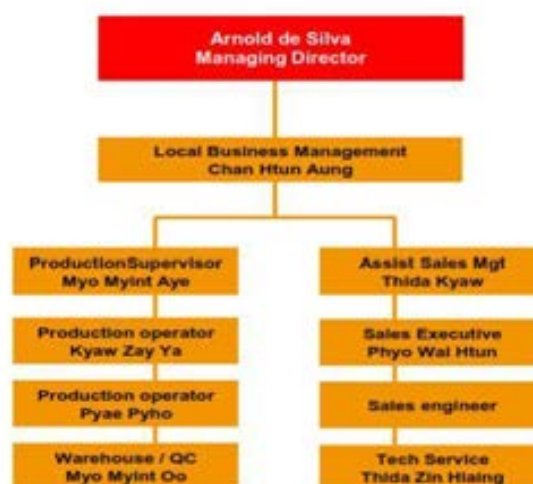 Arnold de Silva
Managing Director
Local Business Management
Chan Htun Aung
ProductionSupervisor
Myo Myint Aye
Production operator
Kyaw Zay Ya
Production operator
Pyae Pyho
Warehouse / QC
Myo Myint Oo
Assist Sales Mgt
Thida Kyaw
Sales Executive
Phyo Wai Htun
Sales engineer
Tech Service
Thida Zin Hlaing